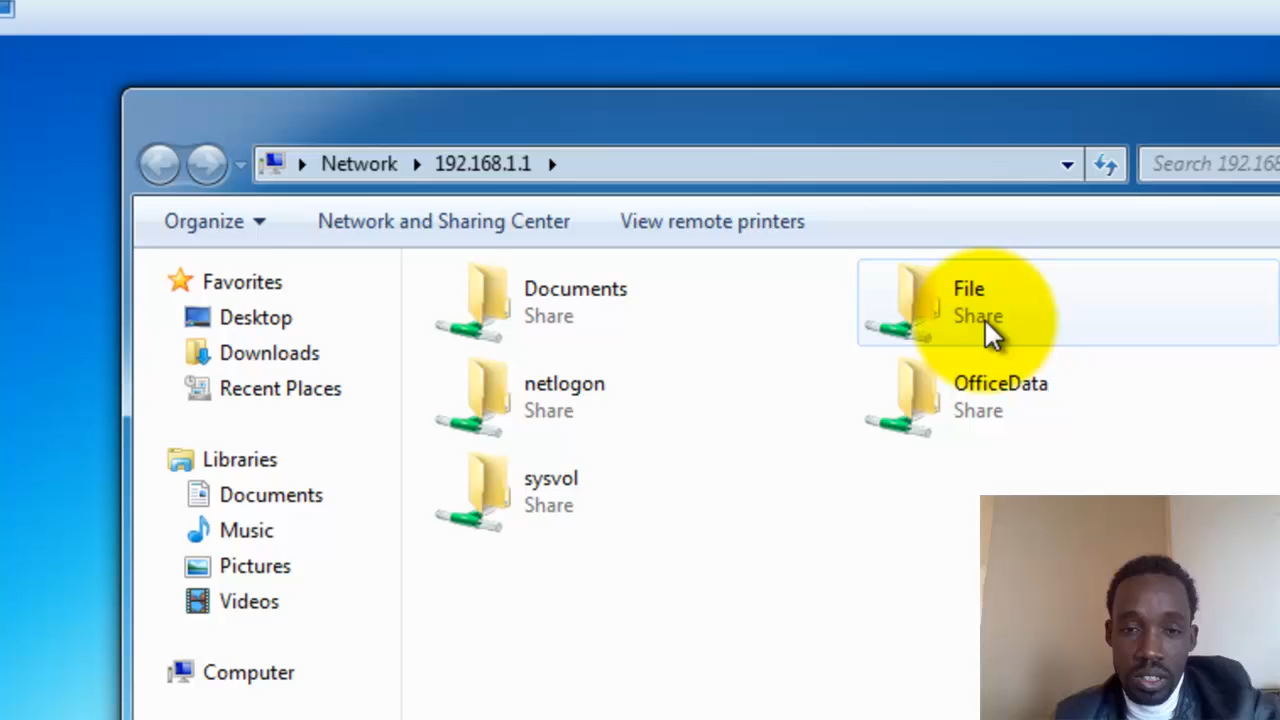 Network 192.168.1.1
Search 192.168
Organize
Network and Sharing Center
View remote printers
Favorites
Desktop
Downloads
Recent Places
Libraries
Documents
Music
Pictures
Videos
Computer
Documents
Share
File
Share
netlogon
Share
OfficeData
Share
sysvol
Share